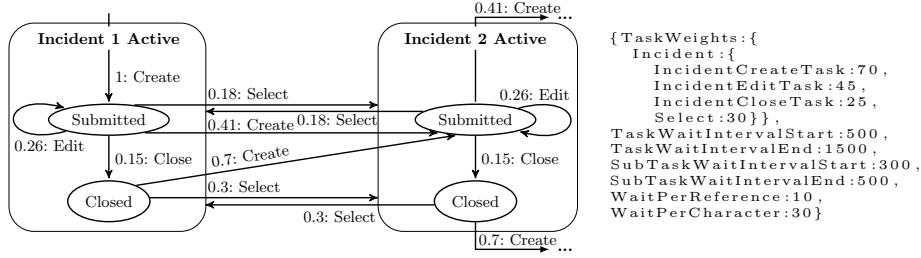 0.41: Create
...
Incident 1 Active
Incident 2 Active
1: Create
0.18: Select
0.26: Edit
Submitted
0.18: Select
Submitted
0.41: Create
0.26: Edit
0.15: Close
0.7: Create
0.15: Close
0.3: Select
Closed
Closed
0.3: Select
0.7: Create
...
{TaskWeights:{
Incident:{
IncidentCreateTask:70,
IncidentEditTask:45,
IncidentCloseTask:25,
Select:30}},
TaskWaitIntervalStart:500,
TaskWaitIntervalEnd:1500,
SubTaskWaitIntervalStart:300,
SubTaskWaitIntervalEnd:500,
WaitPerReference:10,
WaitPerCharacter:30}